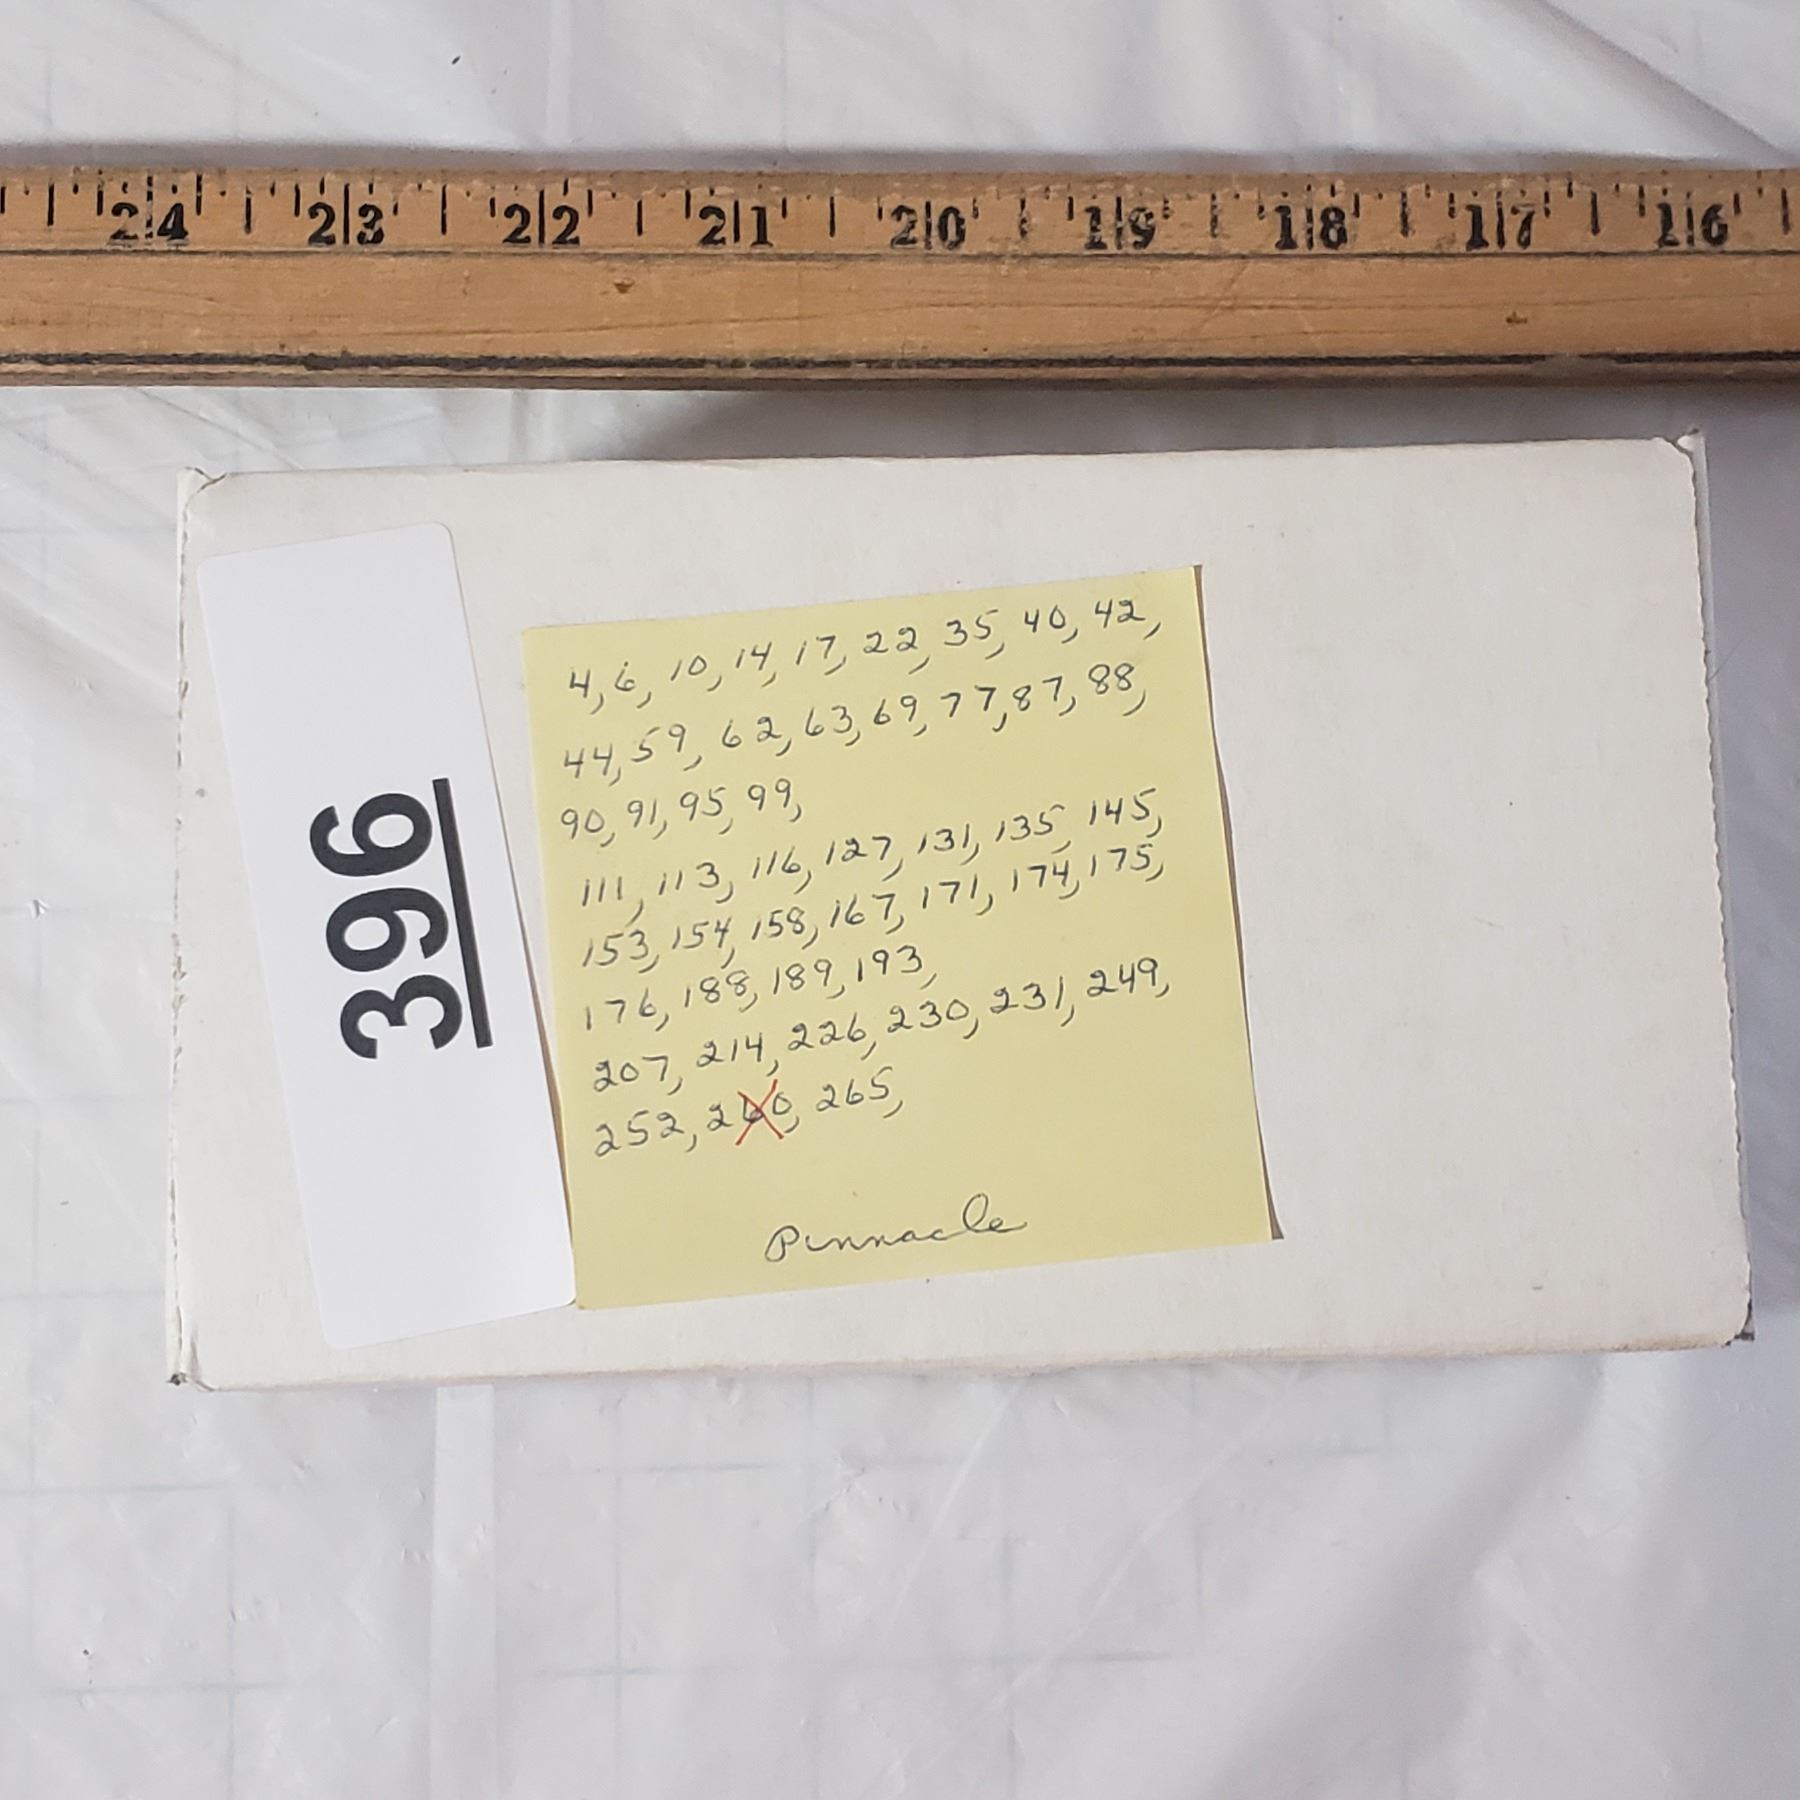 24 23 22 21 20 19 18 17 16
396
4, 6, 10, 14, 17, 22, 35, 40, 42,
44, 59, 62, 63, 69, 77, 87, 88,
90, 91, 95, 99,
111, 113, 116, 127, 131, 135, 145,
153, 154, 158, 167, 171, 174, 175,
176, 188, 189, 193,
207, 214, 226, 230, 231, 249,
252, 260, 265,
Pinnacle